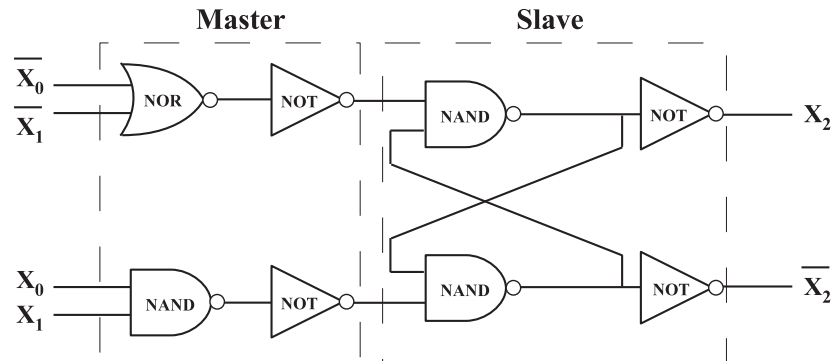 Master Slave
X̅₀
X̅₁
NOR NOT NAND NOT X₂
X₀
X₁
NAND NOT NAND NOT X̅₂